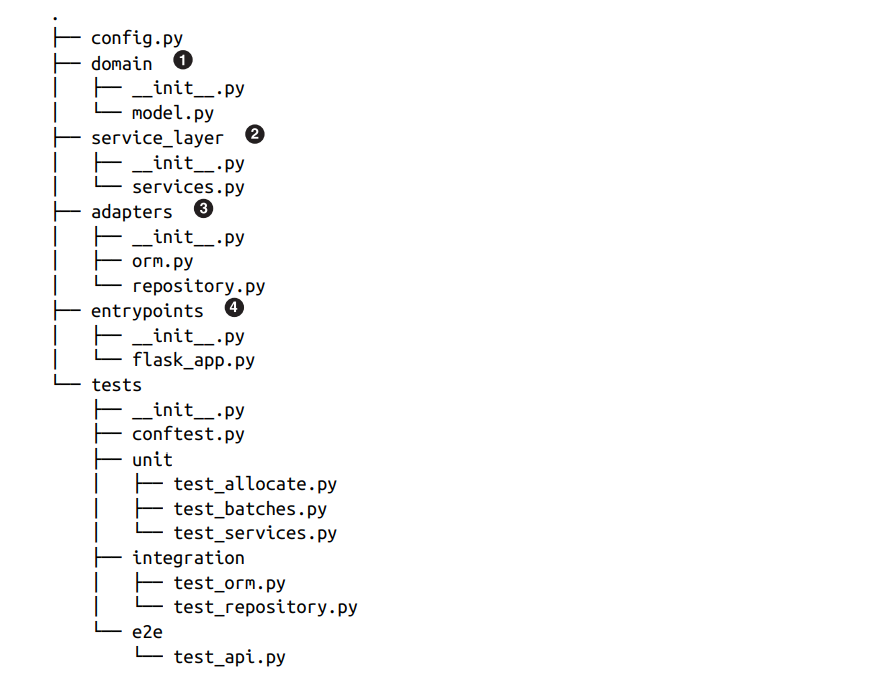 .
├── config.py
├── domain ❶
│   ├── __init__.py
│   └── model.py
├── service_layer ❷
│   ├── __init__.py
│   └── services.py
├── adapters ❸
│   ├── __init__.py
│   ├── orm.py
│   └── repository.py
├── entrypoints ❹
│   ├── __init__.py
│   └── flask_app.py
└── tests
    ├── __init__.py
    ├── conftest.py
    ├── unit
    │   ├── test_allocate.py
    │   ├── test_batches.py
    │   └── test_services.py
    ├── integration
    │   ├── test_orm.py
    │   └── test_repository.py
    └── e2e
        └── test_api.py